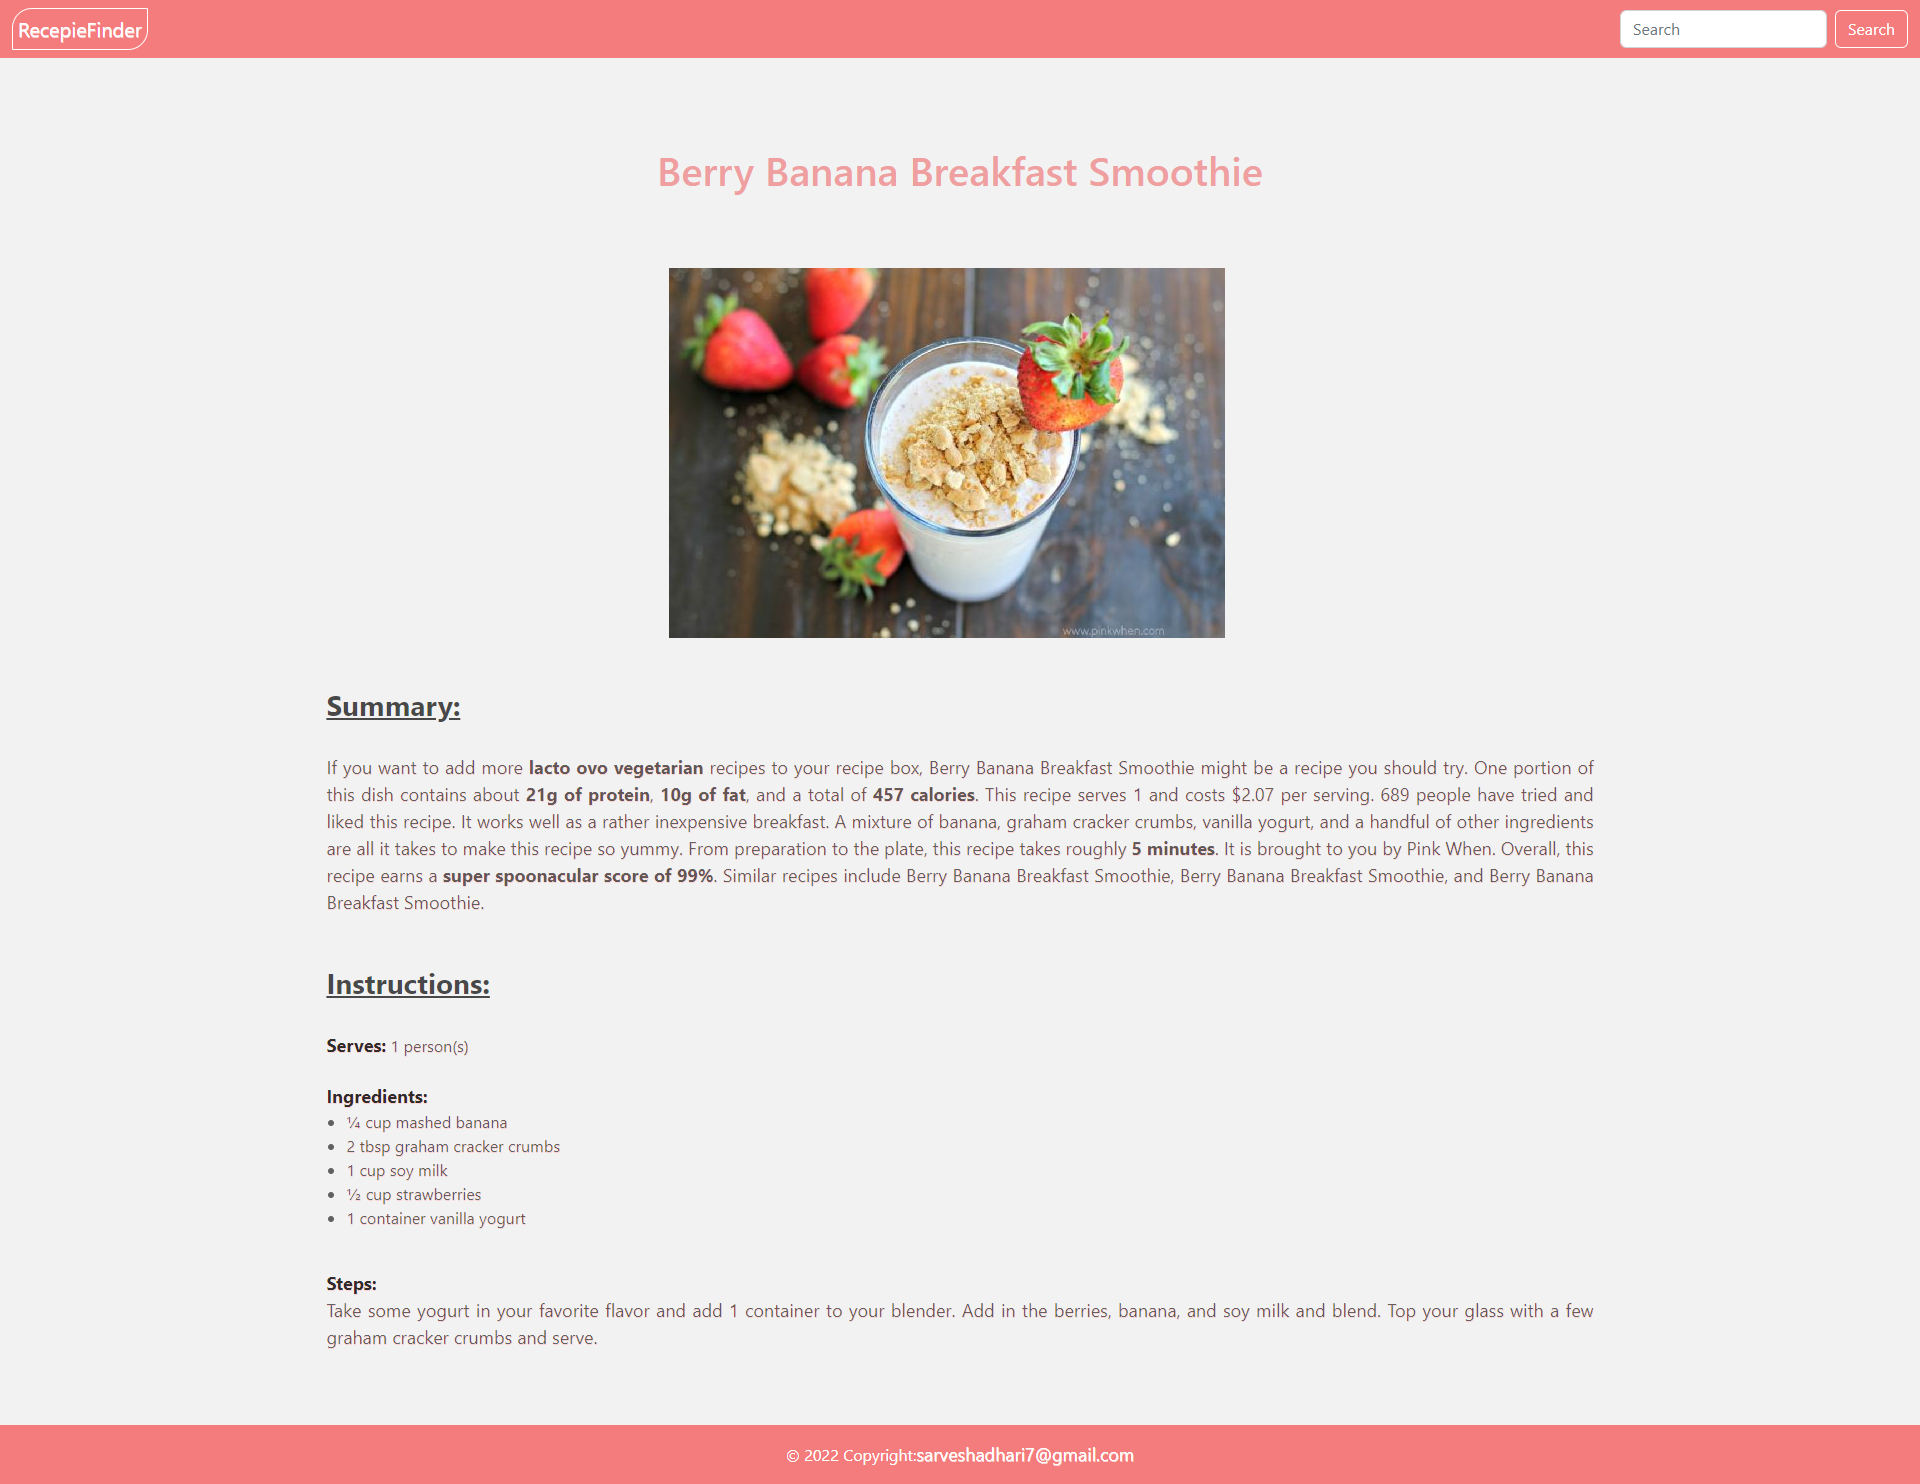 RecepieFinder
Search
Search
Berry Banana Breakfast Smoothie
www.pinkwhen.com
Summary:
If you want to add more lacto ovo vegetarian recipes to your recipe box, Berry Banana Breakfast Smoothie might be a recipe you should try. One portion of
this dish contains about 21g of protein, 10g of fat, and a total of 457 calories. This recipe serves 1 and costs $2.07 per serving. 689 people have tried and
liked this recipe. It works well as a rather inexpensive breakfast. A mixture of banana, graham cracker crumbs, vanilla yogurt, and a handful of other ingredients
are all it takes to make this recipe so yummy. From preparation to the plate, this recipe takes roughly 5 minutes. It is brought to you by Pink When. Overall, this
recipe earns a super spoonacular score of 99%. Similar recipes include Berry Banana Breakfast Smoothie, Berry Banana Breakfast Smoothie, and Berry Banana
Breakfast Smoothie.
Instructions:
Serves: 1 person(s)
Ingredients:
• ¼ cup mashed banana
• 2 tbsp graham cracker crumbs
• 1 cup soy milk
• ½ cup strawberries
• 1 container vanilla yogurt
Steps:
Take some yogurt in your favorite flavor and add 1 container to your blender. Add in the berries, banana, and soy milk and blend. Top your glass with a few
graham cracker crumbs and serve.
© 2022 Copyright:sarveshadhari7@gmail.com